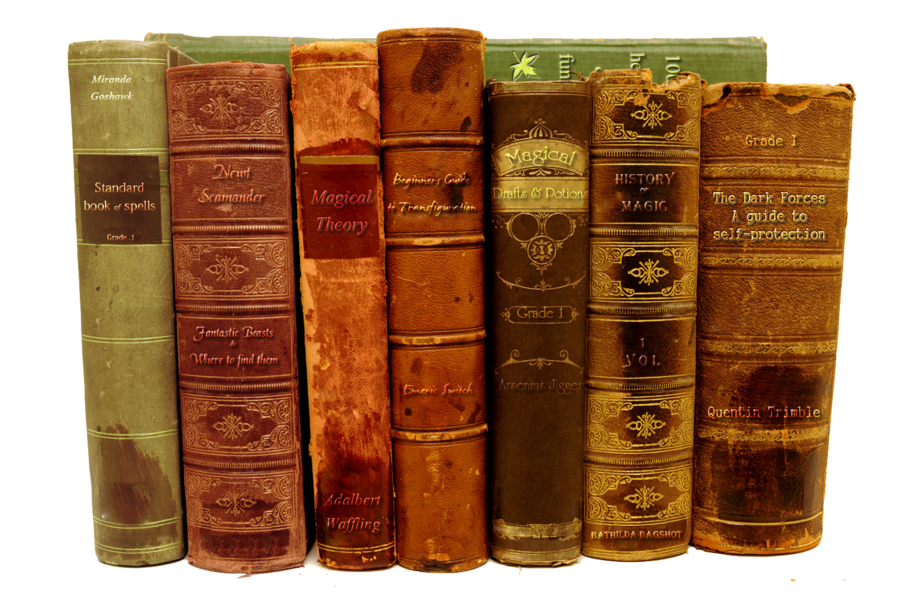 Miranda
Goshawk
Standard
book of spells
Grade .1
Newt
Scamander
Fantastic Beasts
&
Where to find them
Magical
Theory
Adalbert
Waffling
Beginners Guide
Transfiguration
Emeric Switch
Magical
Drafts & Potions
Grade 1
Arsenius Jigger
HISTORY
OF
MAGIC
1
VOL
BATHILDA BAGSHOT
Grade 1
The Dark Forces
A guide to
self-protection
Quentin Trimble